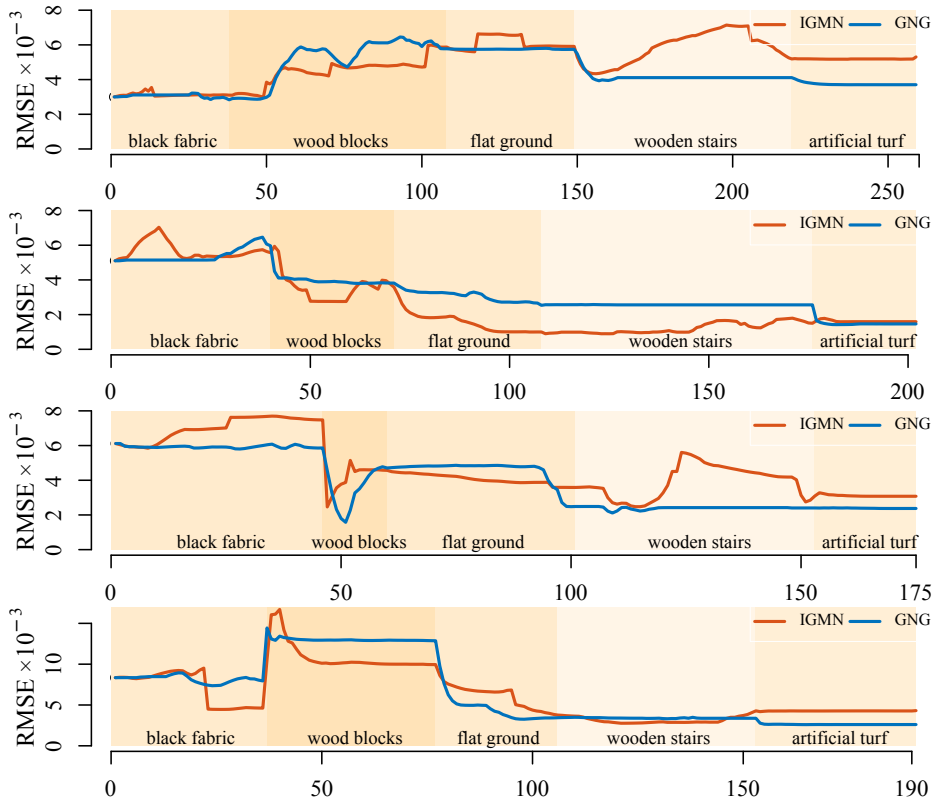 IGMN GNG
RMSE ×10⁻³
0 2 4 6 8
black fabric wood blocks flat ground wooden stairs artificial turf
0 50 100 150 200 250
IGMN GNG
RMSE ×10⁻³
0 2 4 6 8
black fabric wood blocks flat ground wooden stairs artificial turf
0 50 100 150 202
IGMN GNG
RMSE ×10⁻³
0 2 4 6 8
black fabric wood blocks flat ground wooden stairs artificial turf
0 50 100 150 175
IGMN GNG
RMSE ×10⁻³
0 5 10
black fabric wood blocks flat ground wooden stairs artificial turf
0 50 100 150 190